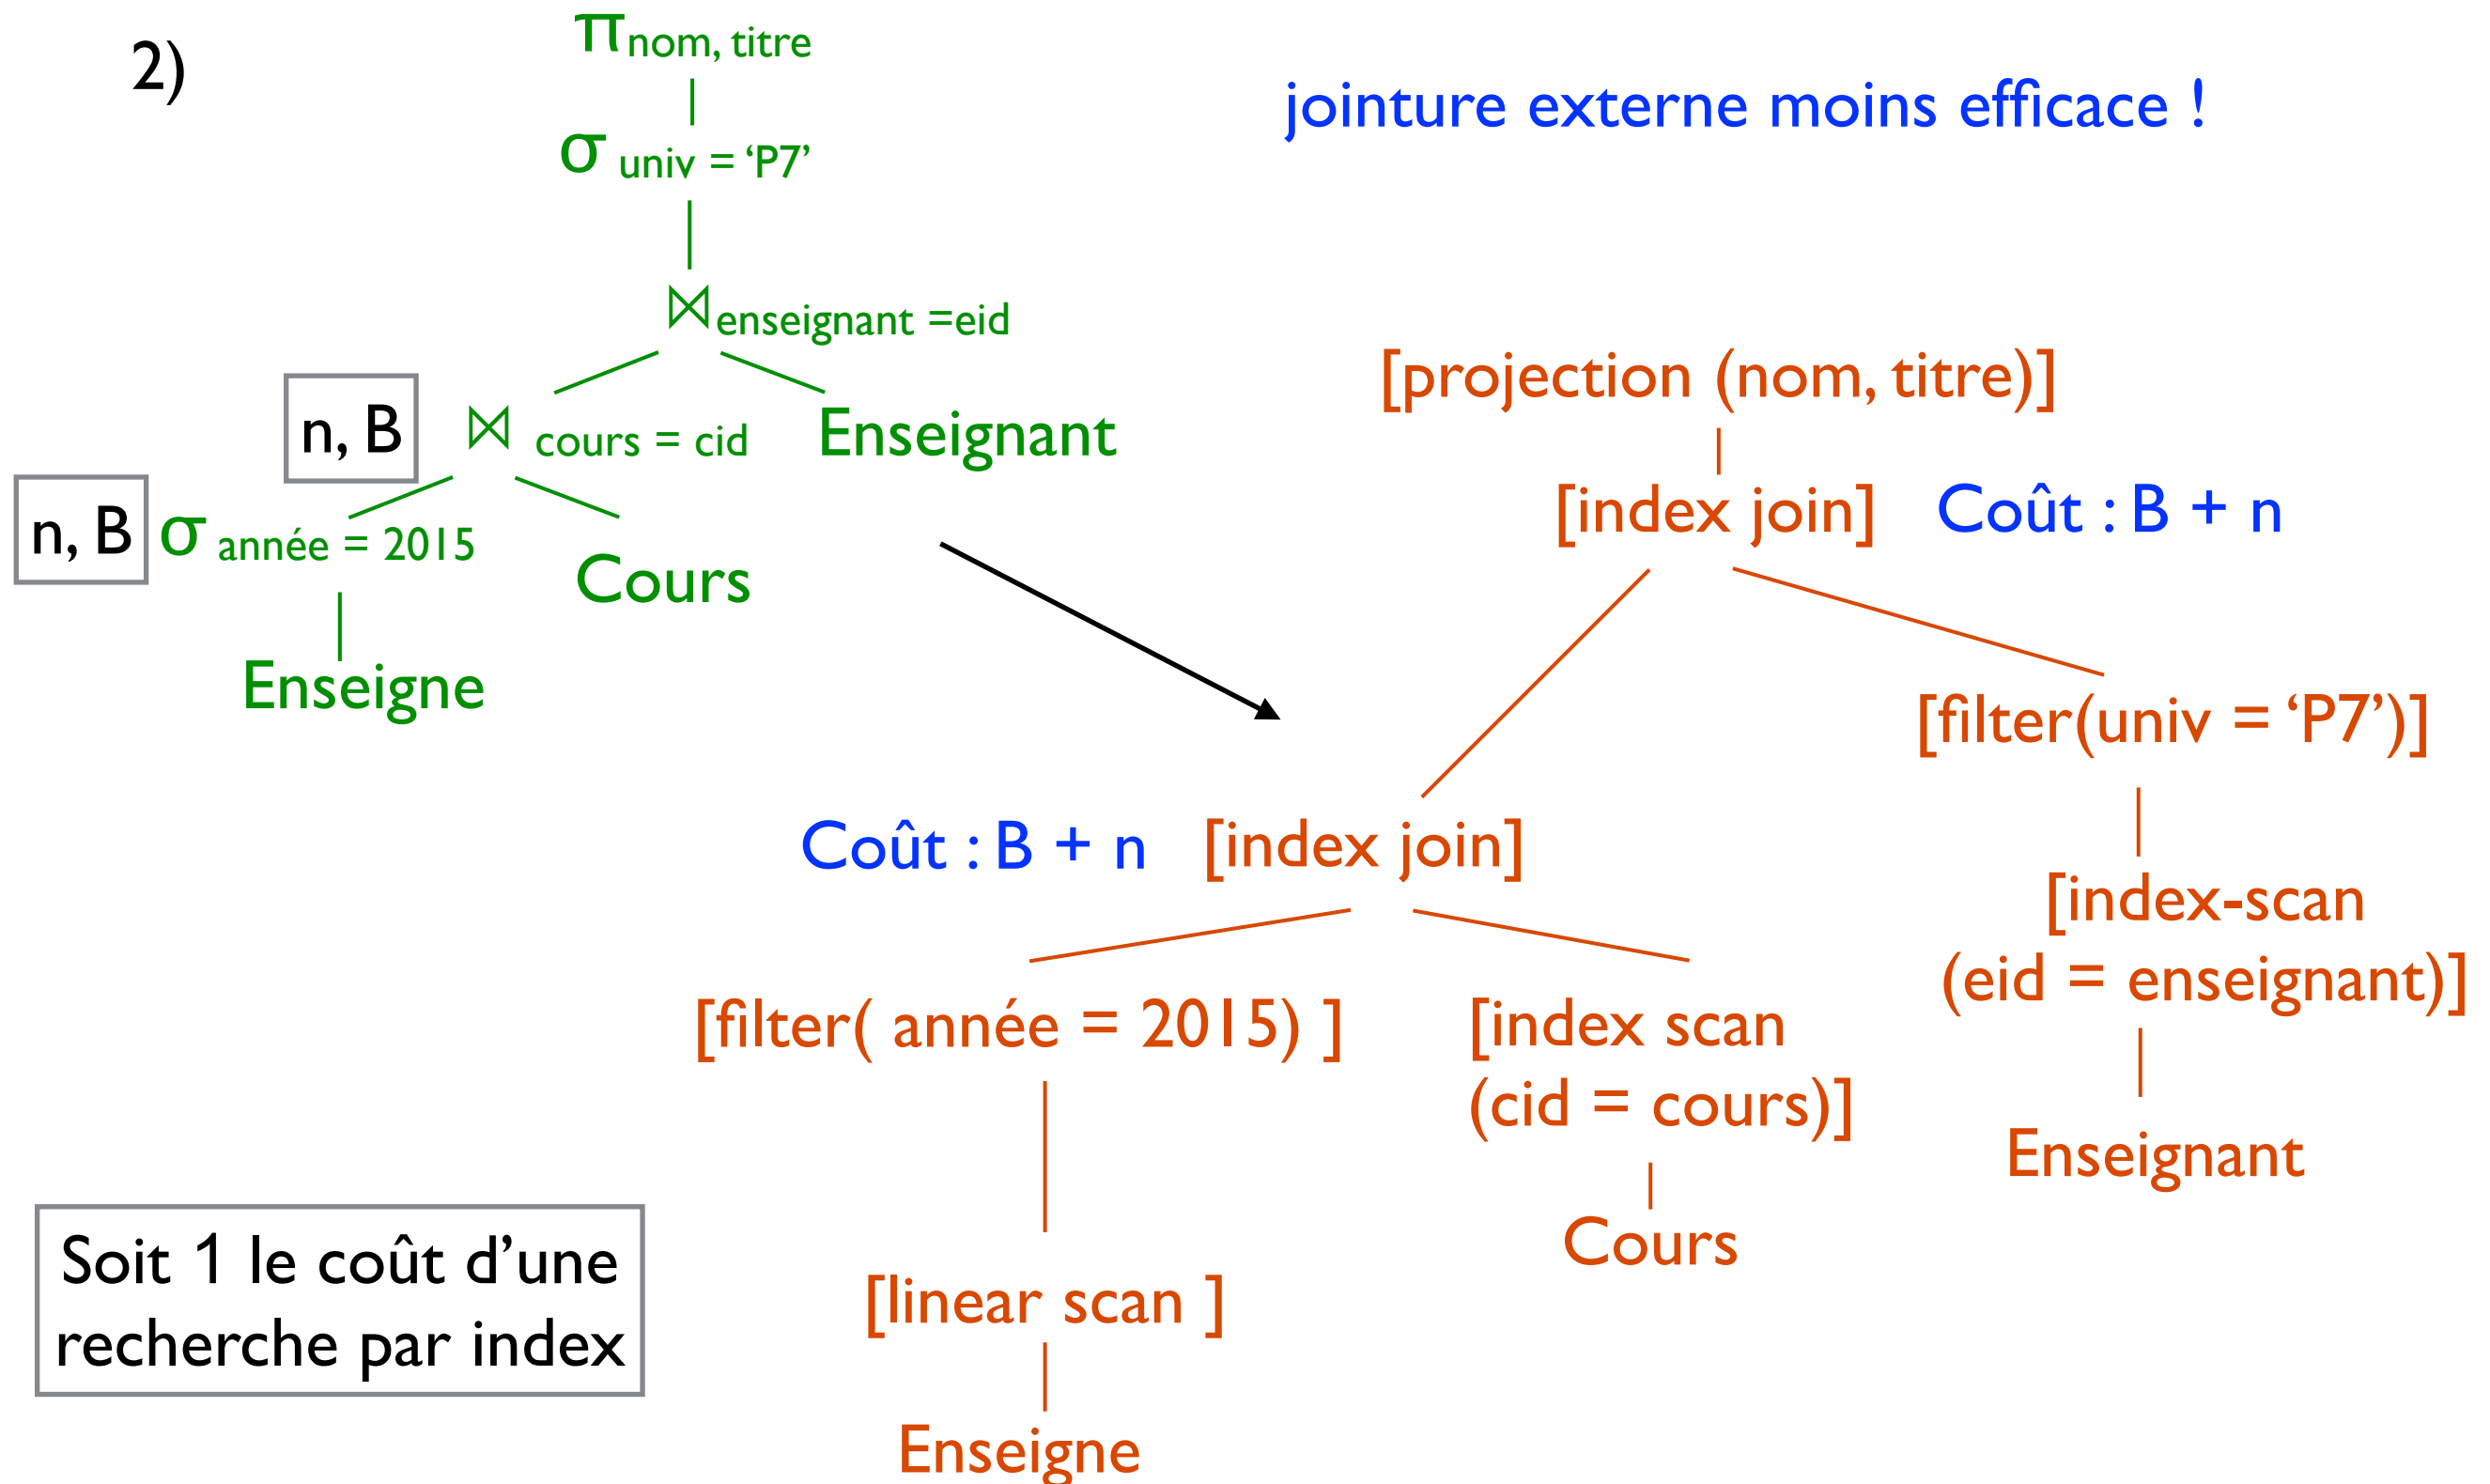 2)
π nom, titre
σ univ = ‘P7’
⨝ enseignant =eid
n, B
⨝ cours = cid
Enseignant
n, B
σ année = 2015
Cours
Enseigne
jointure externe moins efficace !
[projection (nom, titre)]
[index join]
Coût : B + n
[filter(univ = ‘P7’)]
[index-scan
(eid = enseignant)]
Enseignant
Coût : B + n
[index join]
[filter( année = 2015) ]
[index scan
(cid = cours)]
Cours
[linear scan ]
Enseigne
Soit 1 le coût d’une
recherche par index